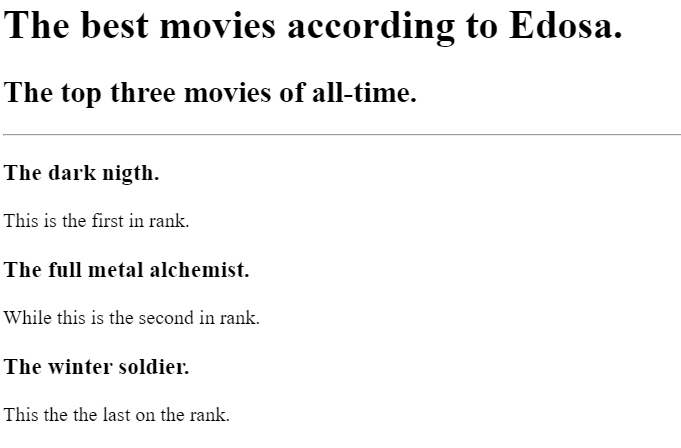 The best movies according to Edosa.
The top three movies of all-time.
The dark nigth.
This is the first in rank.
The full metal alchemist.
While this is the second in rank.
The winter soldier.
This the the last on the rank.